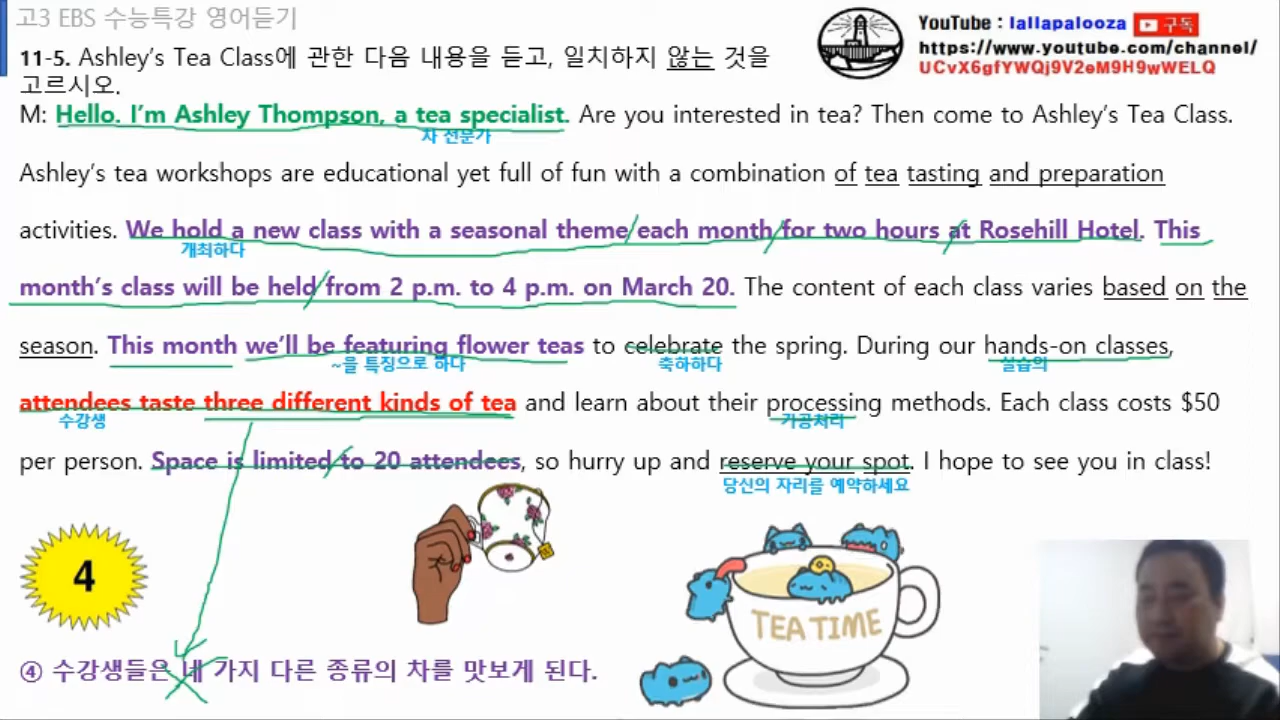 고3 EBS 수능특강 영어듣기
YouTube : lallapalooza 구독
https://www.youtube.com/channel/
UCvX6gfYWQj9V2eM9H9wWELQ
11-5. Ashley's Tea Class에 관한 다음 내용을 듣고, 일치하지 않는 것을
고르시오.
M: Hello. I'm Ashley Thompson, a tea specialist. Are you interested in tea? Then come to Ashley's Tea Class.
차 전문가
Ashley's tea workshops are educational yet full of fun with a combination of tea tasting and preparation
activities. We hold a new class with a seasonal theme each month for two hours at Rosehill Hotel. This
개최하다
month's class will be held from 2 p.m. to 4 p.m. on March 20. The content of each class varies based on the
season. This month we'll be featuring flower teas to celebrate the spring. During our hands-on classes,
~을 특징으로 하다 축하하다 실습의
attendees taste three different kinds of tea and learn about their processing methods. Each class costs $50
수강생 가공처리
per person. Space is limited to 20 attendees, so hurry up and reserve your spot. I hope to see you in class!
당신의 자리를 예약하세요
4
TEA TIME
④ 수강생들은 네 가지 다른 종류의 차를 맛보게 된다.